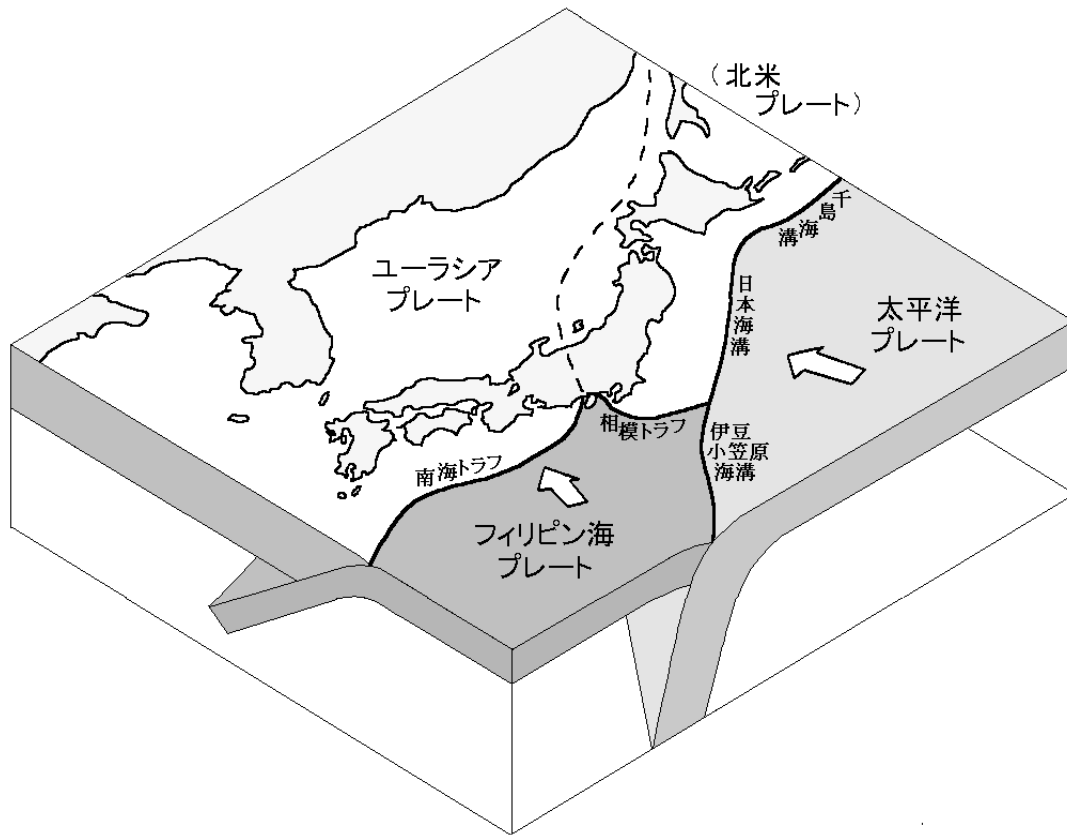 （北米
プレート）
千島海溝
ユーラシア
プレート
日本海溝
太平洋
プレート
相模トラフ
伊豆
小笠原
海溝
南海トラフ
フィリピン海
プレート